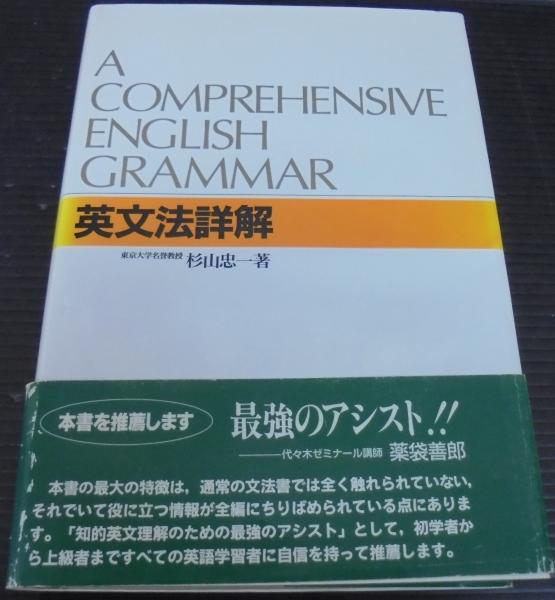 A
COMPREHENSIVE
ENGLISH
GRAMMAR
英文法詳解
東京大学名誉教授 杉山忠一著
本書を推薦します
最強のアシスト!!
——代々木ゼミナール講師 薬袋善郎
本書の最大の特徴は，通常の文法書では全く触れられていない，
それでいて役に立つ情報が全編にちりばめられている点にありま
す。「知的英文理解のための最強のアシスト」として，初学者か
ら上級者まですべての英語学習者に自信を持って推薦します。